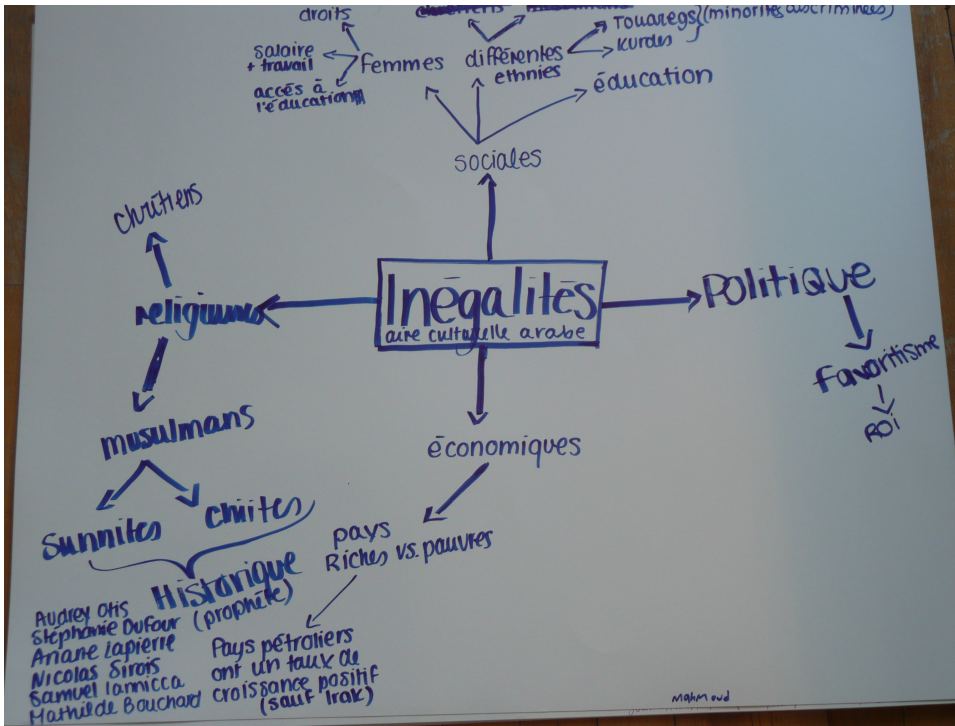 droits
salaire
+ travail
femmes
accès à
l'éducation
différentes
ethnies
Touaregs
Kurdes
(minorités discriminées)
éducation
sociales
chrétiens
religieuses
Inégalités
aire culturelle arabe
Politique
favoritisme
ROi
musulmans
Sunnites
chiites
Historique
(prophète)
économiques
pays
Riches vs. pauvres
Pays pétroliers
ont un taux de
croissance positif
(sauf Irak)
Audrey Otis
Stéphanie Dufour
Ariane Lapierre
Nicolas Sirois
Samuel Iannicca
Mathilde Bouchard
Mahmoud